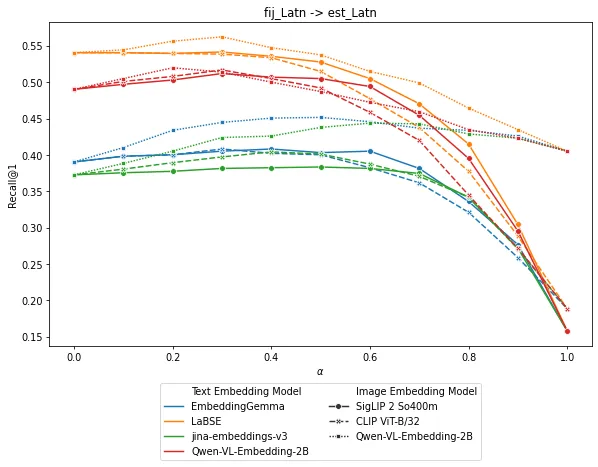 fij_Latn -> est_Latn
Recall@1
0.55
0.50
0.45
0.40
0.35
0.30
0.25
0.20
0.15
0.0
0.2
0.4
0.6
0.8
1.0
α
Text Embedding Model
EmbeddingGemma
LaBSE
jina-embeddings-v3
Qwen-VL-Embedding-2B
Image Embedding Model
SigLIP 2 So400m
CLIP ViT-B/32
Qwen-VL-Embedding-2B